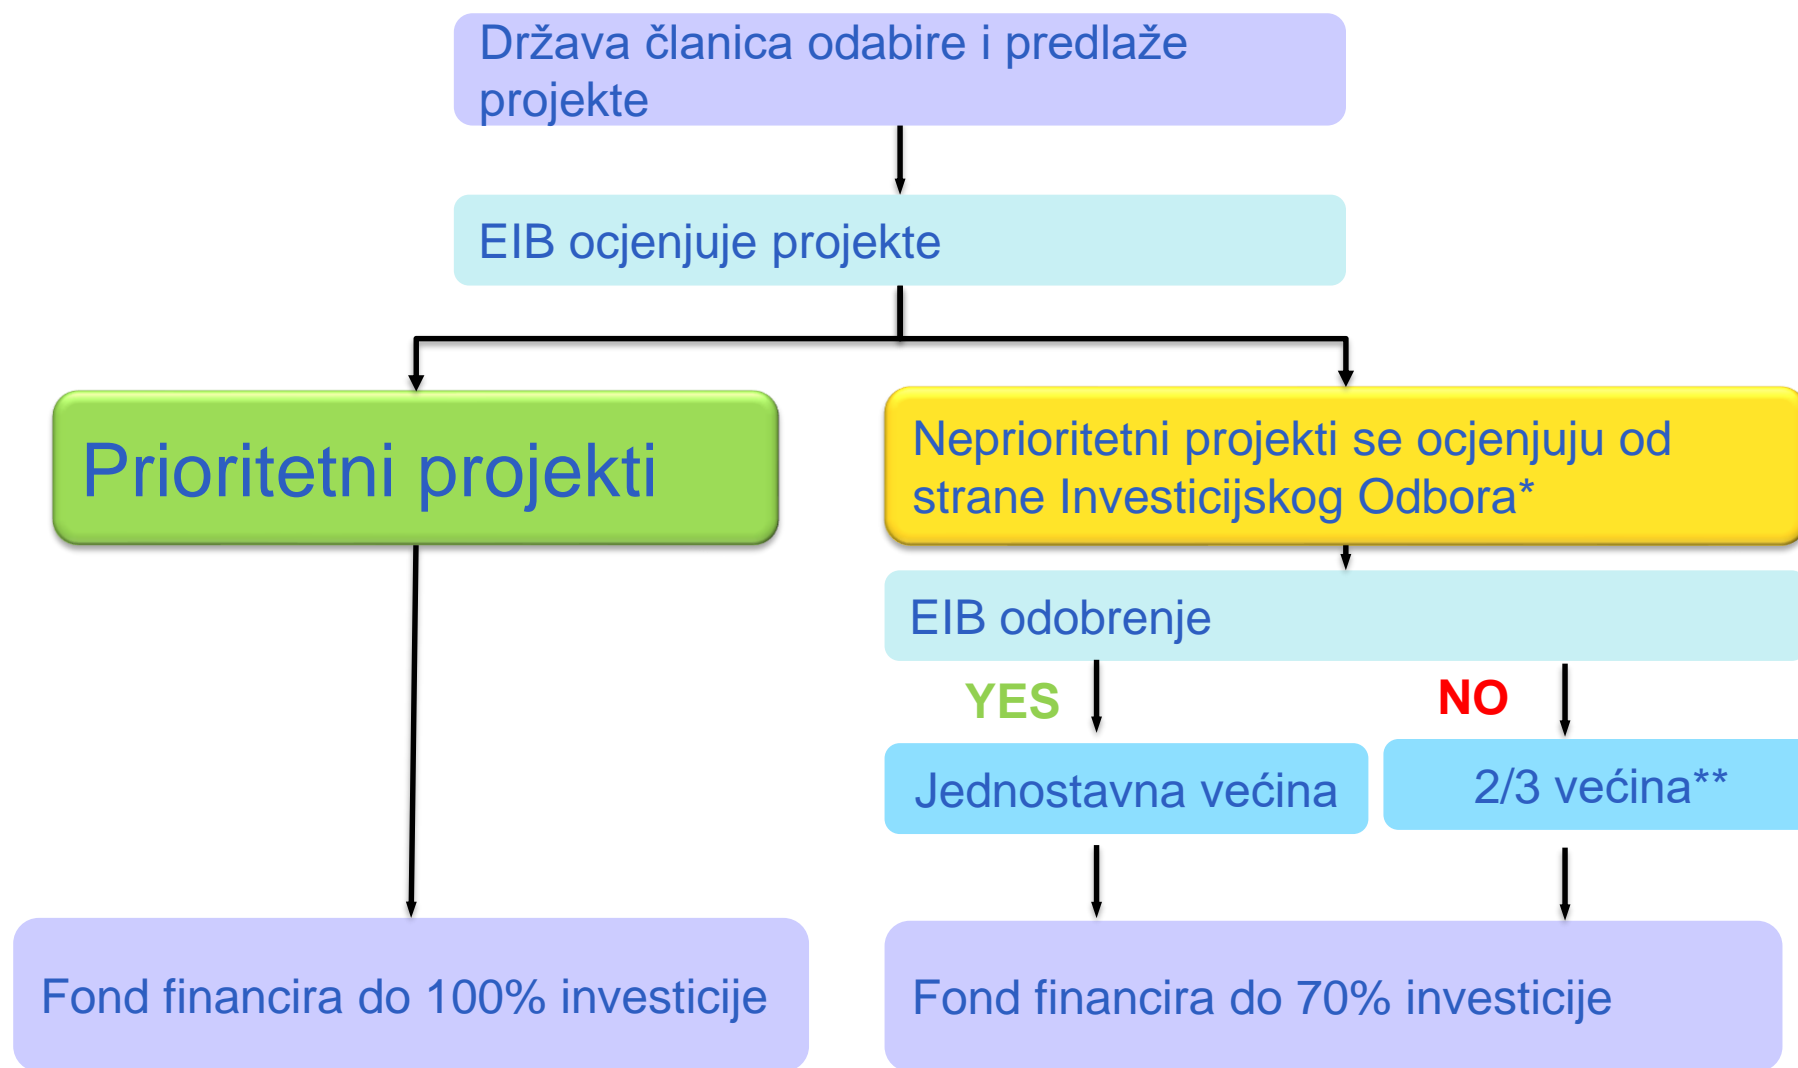 Država članica odabire i predlaže
projekte
EIB ocjenjuje projekte
Prioritetni projekti
Neprioritetni projekti se ocjenjuju od
strane Investicijskog Odbora*
EIB odobrenje
YES
NO
Jednostavna većina
2/3 većina**
Fond financira do 100% investicije
Fond financira do 70% investicije